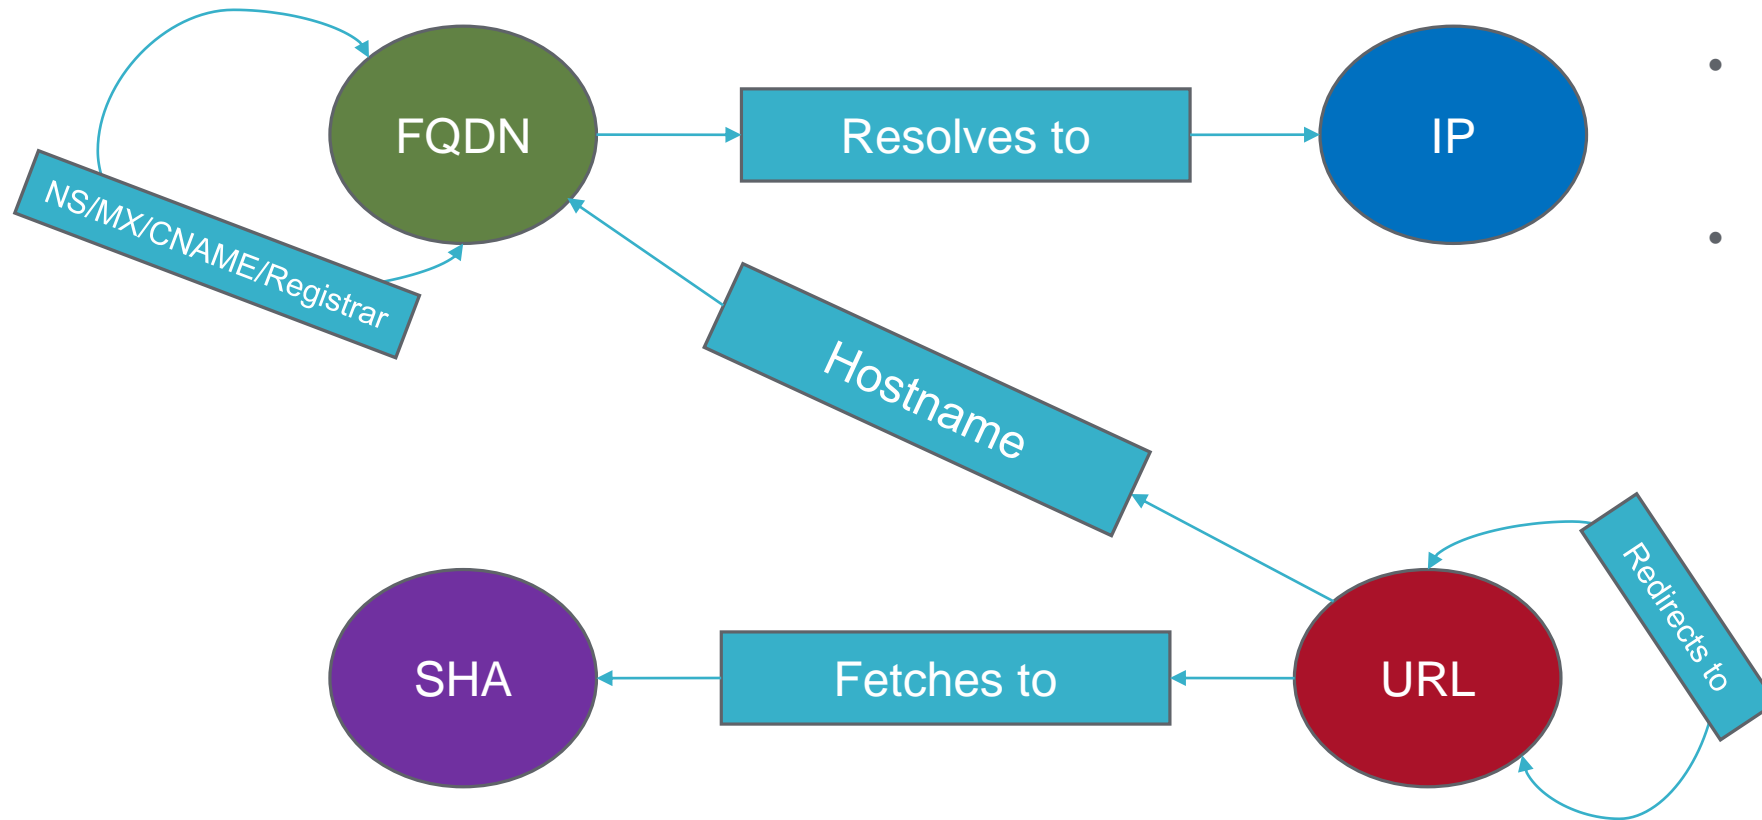 FQDN
Resolves to
IP
NS/MX/CNAME/Registrar
Hostname
Redirects to
SHA
Fetches to
URL